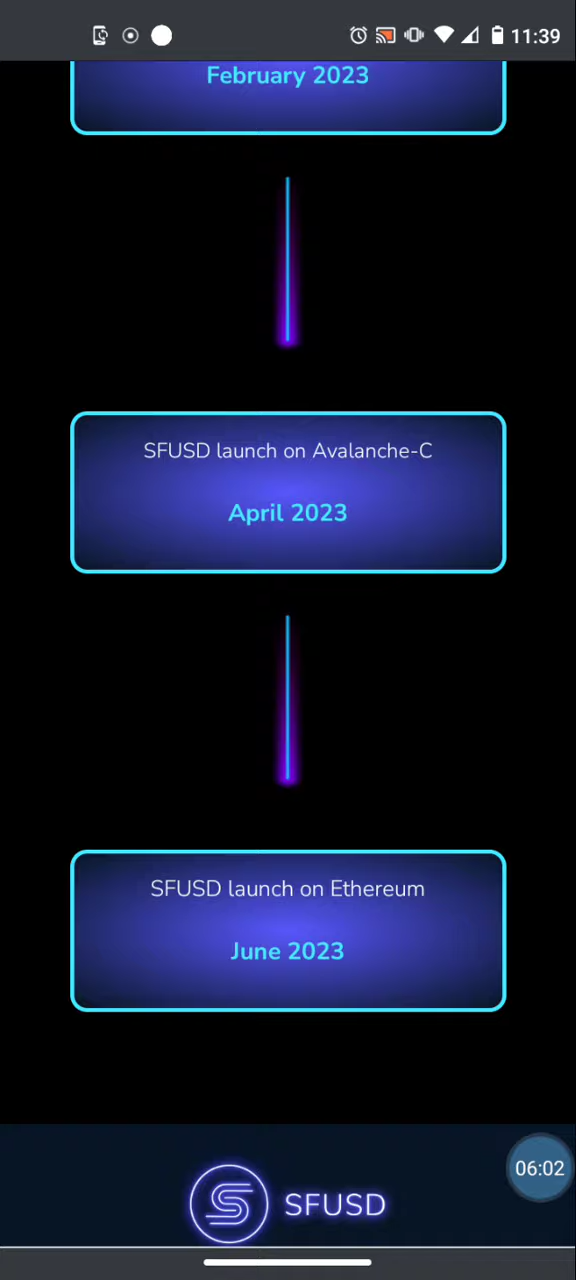 11:39
February 2023
SFUSD launch on Avalanche-C
April 2023
SFUSD launch on Ethereum
June 2023
06:02
SFUSD